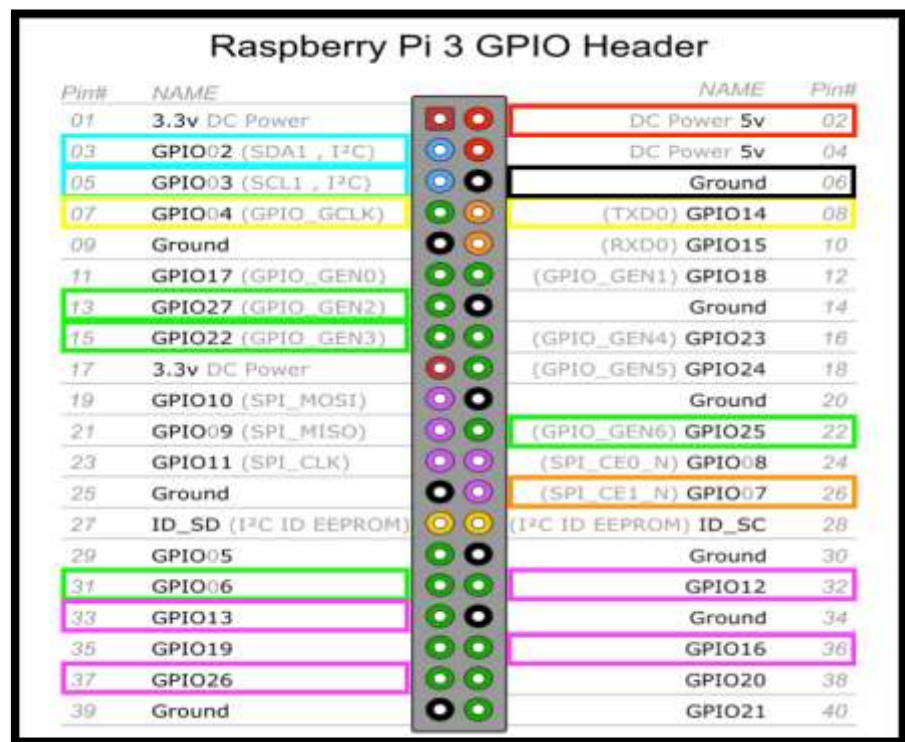 Raspberry Pi 3 GPIO Header
Pin# NAME NAME Pin#
01 3.3v DC Power DC Power 5v 02
03 GPIO02 (SDA1 , I²C) DC Power 5v 04
05 GPIO03 (SCL1 , I²C) Ground 06
07 GPIO04 (GPIO_GCLK) (TXD0) GPIO14 08
09 Ground (RXD0) GPIO15 10
11 GPIO17 (GPIO_GEN0) (GPIO_GEN1) GPIO18 12
13 GPIO27 (GPIO_GEN2) Ground 14
15 GPIO22 (GPIO_GEN3) (GPIO_GEN4) GPIO23 16
17 3.3v DC Power (GPIO_GEN5) GPIO24 18
19 GPIO10 (SPI_MOSI) Ground 20
21 GPIO09 (SPI_MISO) (GPIO_GEN6) GPIO25 22
23 GPIO11 (SPI_CLK) (SPI_CE0_N) GPIO08 24
25 Ground (SPI_CE1_N) GPIO07 26
27 ID_SD (I²C ID EEPROM) (I²C ID EEPROM) ID_SC 28
29 GPIO05 Ground 30
31 GPIO06 GPIO12 32
33 GPIO13 Ground 34
35 GPIO19 GPIO16 36
37 GPIO26 GPIO20 38
39 Ground GPIO21 40